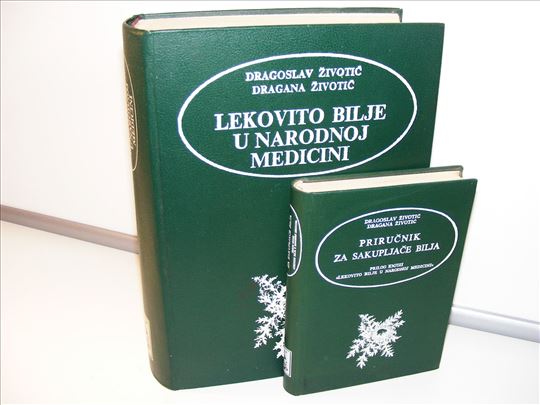 DRAGOSLAV ŽIVOTIĆ
DRAGANA ŽIVOTIĆ
LEKOVITO BILJE
U NARODNOJ
MEDICINI
DRAGOSLAV ŽIVOTIĆ
DRAGANA ŽIVOTIĆ
PRIRUČNIK
ZA SAKUPLJAČE BILJA
PRILOG KNJIZI
«LEKOVITO BILJE U NARODNOJ MEDICINI»